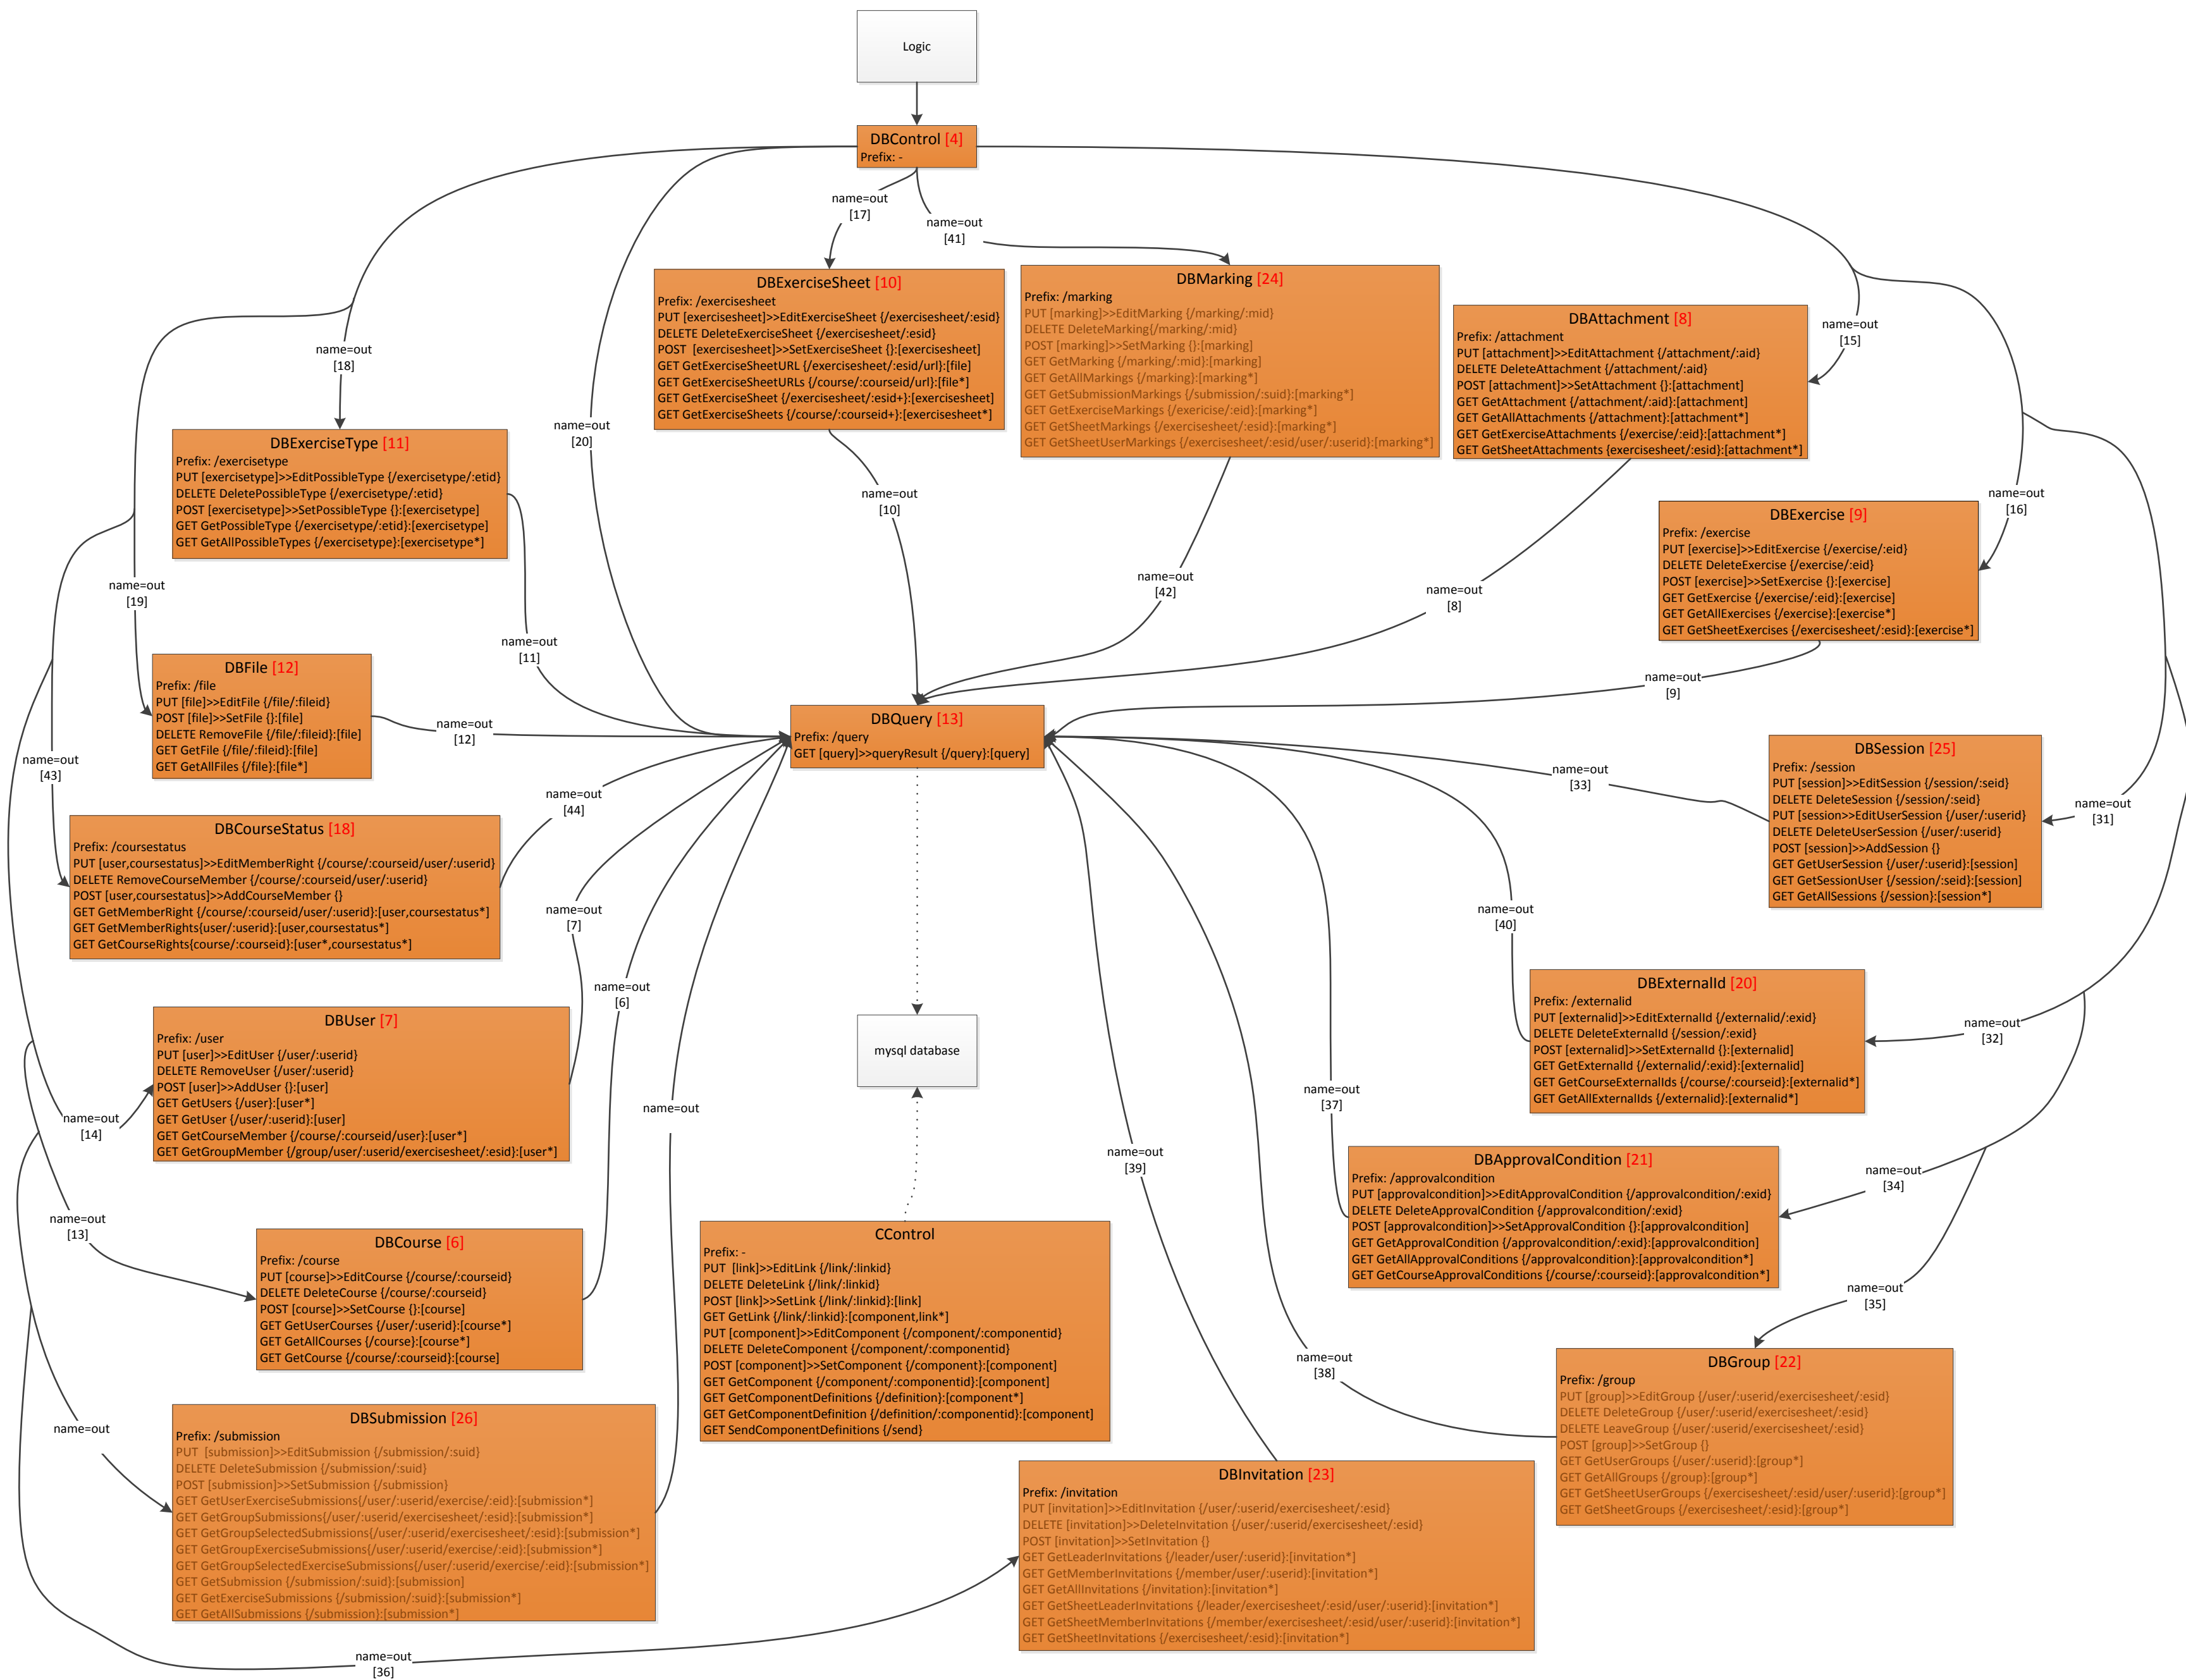 Logic
DBControl [4]
Prefix: -
name=out
[17]
name=out
[41]
name=out
[18]
name=out
[20]
name=out
[15]
name=out
[16]
name=out
[19]
name=out
[43]
DBExerciseSheet [10]
Prefix: /exercisesheet
PUT [exercisesheet]>>EditExerciseSheet {/exercisesheet/:esid}
DELETE DeleteExerciseSheet {/exercisesheet/:esid}
POST  [exercisesheet]>>SetExerciseSheet {}:[exercisesheet]
GET GetExerciseSheetURL {/exercisesheet/:esid/url}:[file]
GET GetExerciseSheetURLs {/course/:courseid/url}:[file*]
GET GetExerciseSheet {/exercisesheet/:esid+}:[exercisesheet]
GET GetExerciseSheets {/course/:courseid+}:[exercisesheet*]
DBMarking [24]
Prefix: /marking
PUT [marking]>>EditMarking {/marking/:mid}
DELETE DeleteMarking{/marking/:mid}
POST [marking]>>SetMarking {}:[marking]
GET GetMarking {/marking/:mid}:[marking]
GET GetAllMarkings {/marking}:[marking*]
GET GetSubmissionMarkings {/submission/:suid}:[marking*]
GET GetExerciseMarkings {/exericise/:eid}:[marking*]
GET GetSheetMarkings {/exercisesheet/:esid}:[marking*]
GET GetSheetUserMarkings {/exercisesheet/:esid/user/:userid}:[marking*]
DBAttachment [8]
Prefix: /attachment
PUT [attachment]>>EditAttachment {/attachment/:aid}
DELETE DeleteAttachment {/attachment/:aid}
POST [attachment]>>SetAttachment {}:[attachment]
GET GetAttachment {/attachment/:aid}:[attachment]
GET GetAllAttachments {/attachment}:[attachment*]
GET GetExerciseAttachments {/exercise/:eid}:[attachment*]
GET GetSheetAttachments {exercisesheet/:esid}:[attachment*]
DBExerciseType [11]
Prefix: /exercisetype
PUT [exercisetype]>>EditPossibleType {/exercisetype/:etid}
DELETE DeletePossibleType {/exercisetype/:etid}
POST [exercisetype]>>SetPossibleType {}:[exercisetype]
GET GetPossibleType {/exercisetype/:etid}:[exercisetype]
GET GetAllPossibleTypes {/exercisetype}:[exercisetype*]
DBExercise [9]
Prefix: /exercise
PUT [exercise]>>EditExercise {/exercise/:eid}
DELETE DeleteExercise {/exercise/:eid}
POST [exercise]>>SetExercise {}:[exercise]
GET GetExercise {/exercise/:eid}:[exercise]
GET GetAllExercises {/exercise}:[exercise*]
GET GetSheetExercises {/exercisesheet/:esid}:[exercise*]
name=out
[10]
name=out
[42]
name=out
[8]
name=out
[11]
name=out
[9]
DBFile [12]
Prefix: /file
PUT [file]>>EditFile {/file/:fileid}
POST [file]>>SetFile {}:[file]
DELETE RemoveFile {/file/:fileid}:[file]
GET GetFile {/file/:fileid}:[file]
GET GetAllFiles {/file}:[file*]
name=out
[12]
DBQuery [13]
Prefix: /query
GET [query]>>queryResult {/query}:[query]
name=out
[33]
DBSession [25]
Prefix: /session
PUT [session]>>EditSession {/session/:seid}
DELETE DeleteSession {/session/:seid}
PUT [session>>EditUserSession {/user/:userid}
DELETE DeleteUserSession {/user/:userid}
POST [session]>>AddSession {}
GET GetUserSession {/user/:userid}:[session]
GET GetSessionUser {/session/:seid}:[session]
GET GetAllSessions {/session}:[session*]
name=out
[31]
name=out
[44]
DBCourseStatus [18]
Prefix: /coursestatus
PUT [user,coursestatus]>>EditMemberRight {/course/:courseid/user/:userid}
DELETE RemoveCourseMember {/course/:courseid/user/:userid}
POST [user,coursestatus]>>AddCourseMember {}
GET GetMemberRight {/course/:courseid/user/:userid}:[user,coursestatus*]
GET GetMemberRights{user/:userid}:[user,coursestatus*]
GET GetCourseRights{course/:courseid}:[user*,coursestatus*]
name=out
[7]
name=out
[40]
name=out
[6]
DBExternalId [20]
Prefix: /externalid
PUT [externalid]>>EditExternalId {/externalid/:exid}
DELETE DeleteExternalId {/session/:exid}
POST [externalid]>>SetExternalId {}:[externalid]
GET GetExternalId {/externalid/:exid}:[externalid]
GET GetCourseExternalIds {/course/:courseid}:[externalid*]
GET GetAllExternalIds {/externalid}:[externalid*]
name=out
[32]
DBUser [7]
Prefix: /user
PUT [user]>>EditUser {/user/:userid}
DELETE RemoveUser {/user/:userid}
POST [user]>>AddUser {}:[user]
GET GetUsers {/user}:[user*]
GET GetUser {/user/:userid}:[user]
GET GetCourseMember {/course/:courseid/user}:[user*]
GET GetGroupMember {/group/user/:userid/exercisesheet/:esid}:[user*]
mysql database
name=out
[14]
name=out
name=out
[37]
name=out
[39]
DBApprovalCondition [21]
Prefix: /approvalcondition
PUT [approvalcondition]>>EditApprovalCondition {/approvalcondition/:exid}
DELETE DeleteApprovalCondition {/approvalcondition/:exid}
POST [approvalcondition]>>SetApprovalCondition {}:[approvalcondition]
GET GetApprovalCondition {/approvalcondition/:exid}:[approvalcondition]
GET GetAllApprovalConditions {/approvalcondition}:[approvalcondition*]
GET GetCourseApprovalConditions {/course/:courseid}:[approvalcondition*]
name=out
[34]
name=out
[13]
DBCourse [6]
Prefix: /course
PUT [course]>>EditCourse {/course/:courseid}
DELETE DeleteCourse {/course/:courseid}
POST [course]>>SetCourse {}:[course]
GET GetUserCourses {/user/:userid}:[course*]
GET GetAllCourses {/course}:[course*]
GET GetCourse {/course/:courseid}:[course]
CControl
Prefix: -
PUT  [link]>>EditLink {/link/:linkid}
DELETE DeleteLink {/link/:linkid}
POST [link]>>SetLink {/link/:linkid}:[link]
GET GetLink {/link/:linkid}:[component,link*]
PUT [component]>>EditComponent {/component/:componentid}
DELETE DeleteComponent {/component/:componentid}
POST [component]>>SetComponent {/component}:[component]
GET GetComponent {/component/:componentid}:[component]
GET GetComponentDefinitions {/definition}:[component*]
GET GetComponentDefinition {/definition/:componentid}:[component]
GET SendComponentDefinitions {/send}
name=out
[35]
name=out
[38]
DBGroup [22]
Prefix: /group
PUT [group]>>EditGroup {/user/:userid/exercisesheet/:esid}
DELETE DeleteGroup {/user/:userid/exercisesheet/:esid}
DELETE LeaveGroup {/user/:userid/exercisesheet/:esid}
POST [group]>>SetGroup {}
GET GetUserGroups {/user/:userid}:[group*]
GET GetAllGroups {/group}:[group*]
GET GetSheetUserGroups {/exercisesheet/:esid/user/:userid}:[group*]
GET GetSheetGroups {/exercisesheet/:esid}:[group*]
name=out
DBSubmission [26]
Prefix: /submission
PUT  [submission]>>EditSubmission {/submission/:suid}
DELETE DeleteSubmission {/submission/:suid}
POST [submission]>>SetSubmission {/submission}
GET GetUserExerciseSubmissions{/user/:userid/exercise/:eid}:[submission*]
GET GetGroupSubmissions{/user/:userid/exercisesheet/:esid}:[submission*]
GET GetGroupSelectedSubmissions{/user/:userid/exercisesheet/:esid}:[submission*]
GET GetGroupExerciseSubmissions{/user/:userid/exercise/:eid}:[submission*]
GET GetGroupSelectedExerciseSubmissions{/user/:userid/exercise/:eid}:[submission*]
GET GetSubmission {/submission/:suid}:[submission]
GET GetExerciseSubmissions {/submission/:suid}:[submission*]
GET GetAllSubmissions {/submission}:[submission*]
DBInvitation [23]
Prefix: /invitation
PUT [invitation]>>EditInvitation {/user/:userid/exercisesheet/:esid}
DELETE [invitation]>>DeleteInvitation {/user/:userid/exercisesheet/:esid}
POST [invitation]>>SetInvitation {}
GET GetLeaderInvitations {/leader/user/:userid}:[invitation*]
GET GetMemberInvitations {/member/user/:userid}:[invitation*]
GET GetAllInvitations {/invitation}:[invitation*]
GET GetSheetLeaderInvitations {/leader/exercisesheet/:esid/user/:userid}:[invitation*]
GET GetSheetMemberInvitations {/member/exercisesheet/:esid/user/:userid}:[invitation*]
GET GetSheetInvitations {/exercisesheet/:esid}:[invitation*]
name=out
[36]